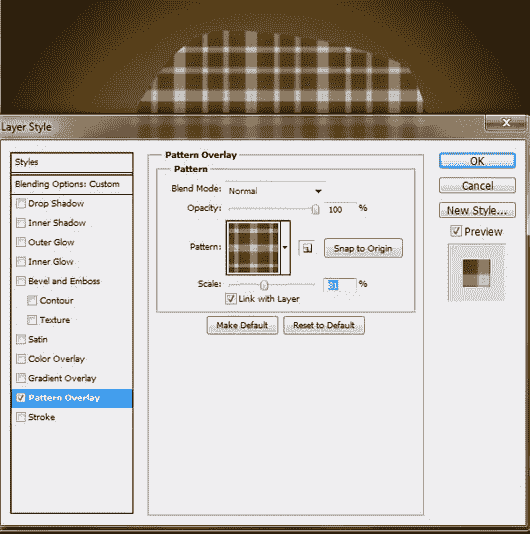 Layer Style
Styles
Blending Options: Custom
Drop Shadow
Inner Shadow
Outer Glow
Inner Glow
Bevel and Emboss
Contour
Texture
Satin
Color Overlay
Gradient Overlay
Pattern Overlay
Stroke
Pattern Overlay
Pattern
Blend Mode: Normal
Opacity: 100 %
Pattern:
Snap to Origin
Scale: 81 %
Link with Layer
Make Default Reset to Default
OK
Cancel
New Style...
Preview